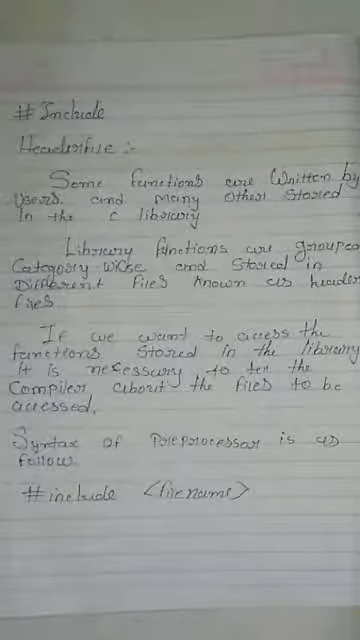 # Include
Headerfile :-
Some functions are Written by
Users and Many Other Stored
In the C library
Library functions are grouped
Category wise and Stored in
Different Files Known as header
files
If we want to access the
functions Stored in the library
It is necessary to tell the
Compiler about the files to be
accessed.
Syntax of Preprocessor is as
follow
#include <filename>